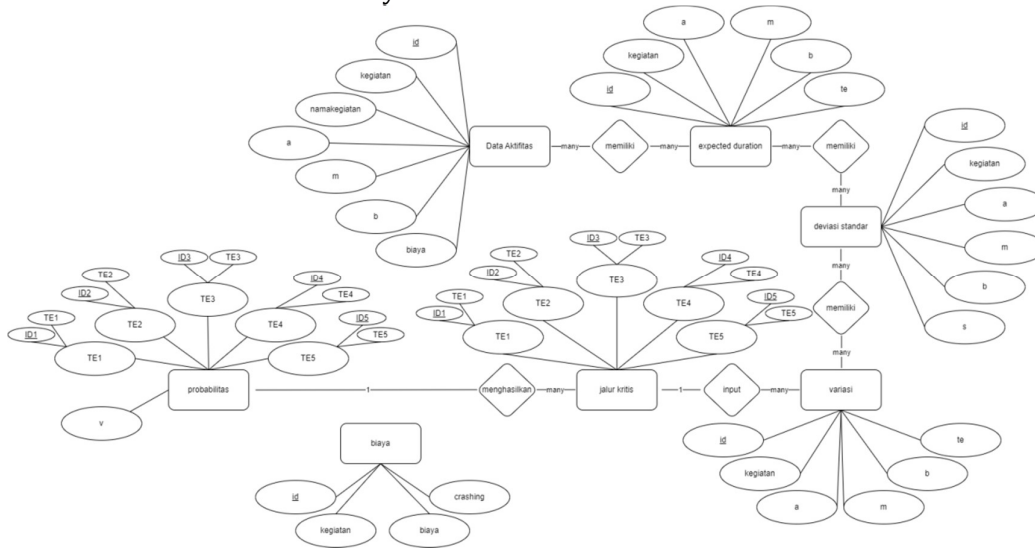 id
kegiatan
namakegiatan
a
m
b
biaya
Data Aktifitas
many
memiliki
many
a
m
kegiatan
b
id
te
expected duration
many
memiliki
many
id
kegiatan
a
m
b
s
deviasi standar
many
memiliki
many
ID3
TE3
TE2
ID2
TE3
ID4
TE4
TE1
ID1
TE2
TE4
ID5
TE5
TE1
TE5
probabilitas
v
1
menghasilkan
many
ID3
TE3
TE2
ID2
TE3
ID4
TE4
TE1
ID1
TE2
TE4
ID5
TE5
TE1
TE5
jalur kritis
1
input
many
variasi
id
te
kegiatan
b
a
m
biaya
id
crashing
kegiatan
biaya